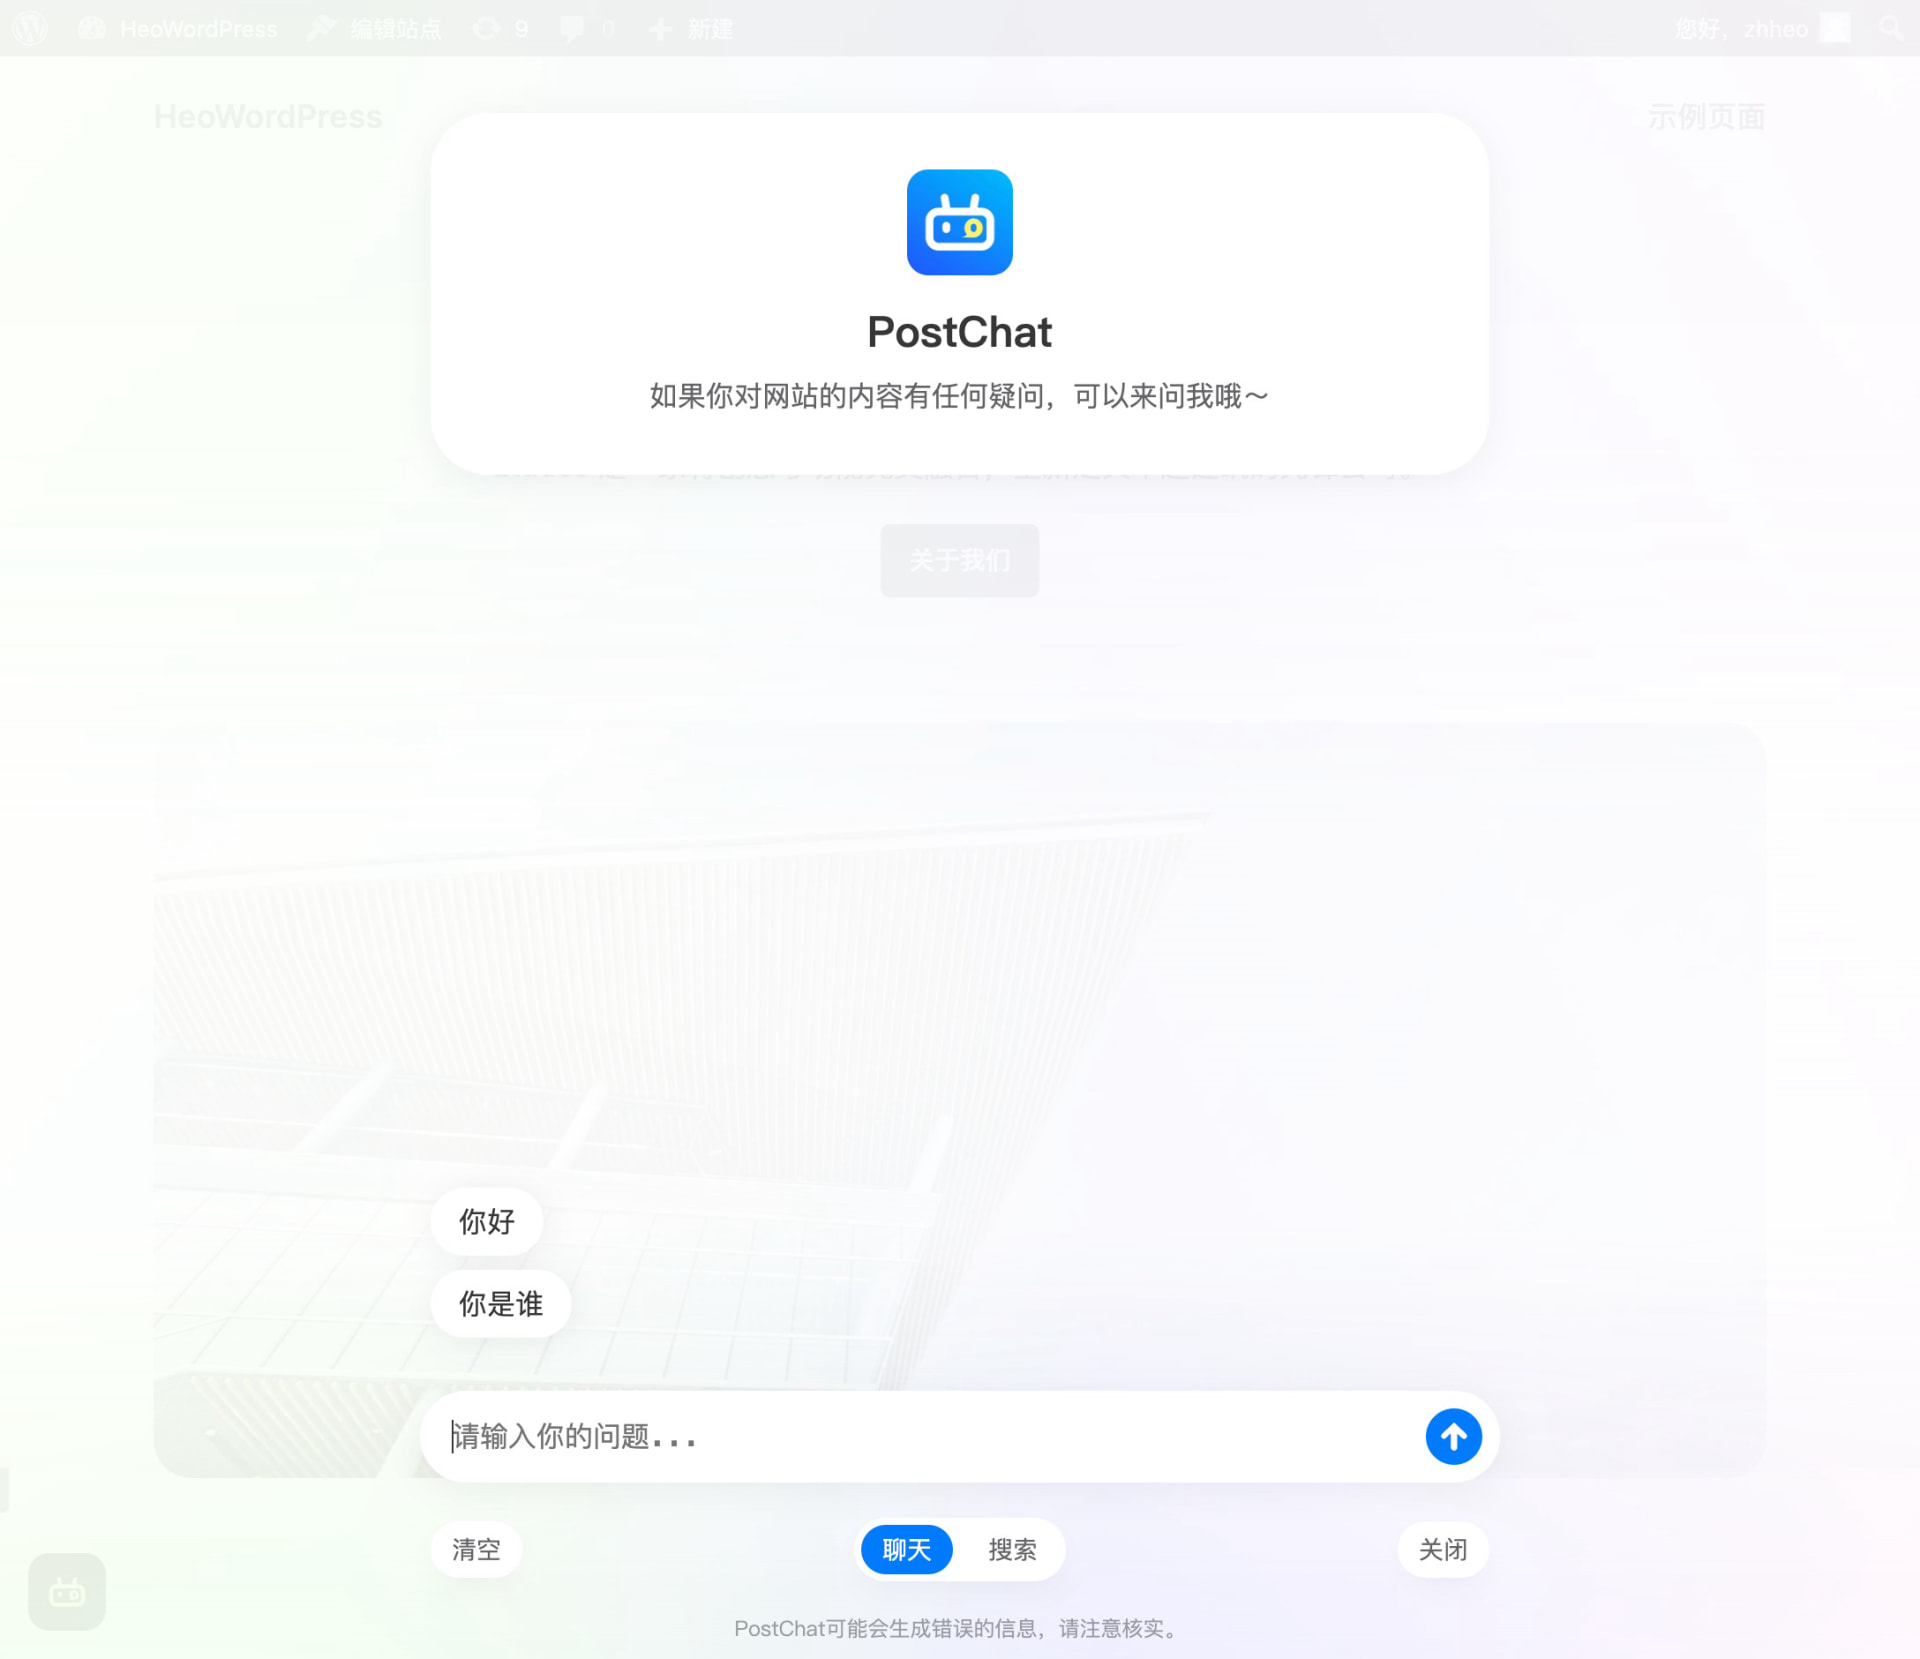 HeoWordPress 编辑站点 9 0 新建 您好，zhheo
HeoWordPress 示例页面
PostChat
如果你对网站的内容有任何疑问，可以来问我哦～
关于我们
你好
你是谁
请输入你的问题...
清空 聊天 搜索 关闭
PostChat可能会生成错误的信息，请注意核实。